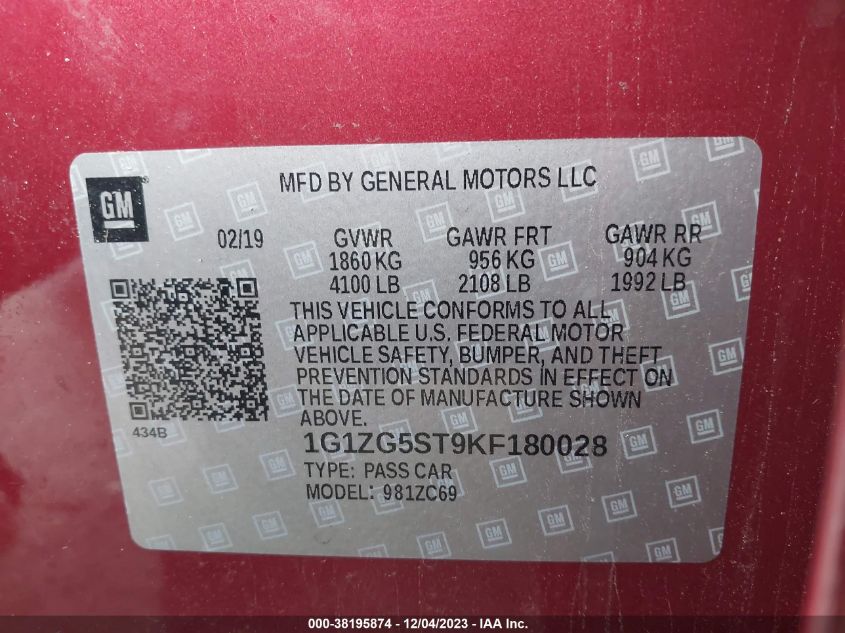 MFD BY GENERAL MOTORS LLC
GM
02/19 GVWR GAWR FRT GAWR RR
1860 KG 956 KG 904 KG
4100 LB 2108 LB 1992 LB
THIS VEHICLE CONFORMS TO ALL
APPLICABLE U.S. FEDERAL MOTOR
VEHICLE SAFETY, BUMPER, AND THEFT
PREVENTION STANDARDS IN EFFECT ON
THE DATE OF MANUFACTURE SHOWN
ABOVE.
434B
1G1ZG5ST9KF180028
TYPE: PASS CAR
MODEL: 981ZC69
000-38195874 - 12/04/2023 - IAA Inc.